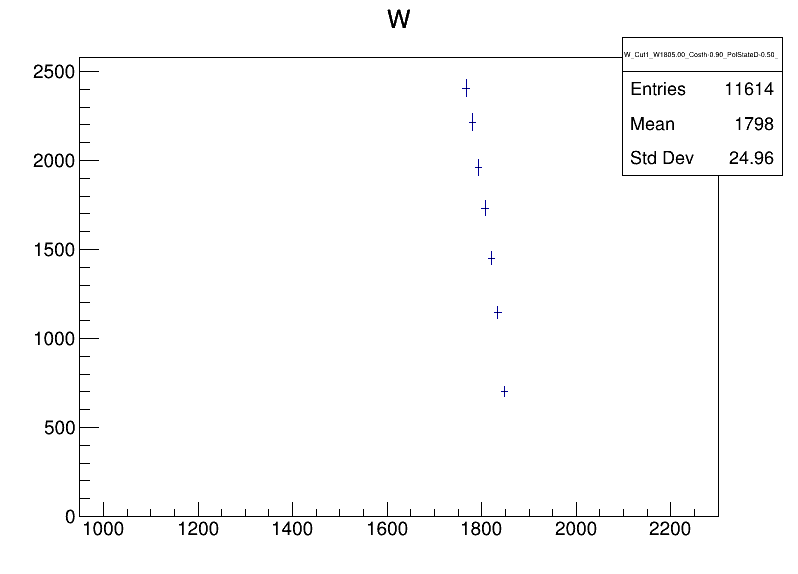 W
W_Cut1_W1805.00_Costh-0.90_PolStateD-0.50_
Entries 11614
Mean 1798
Std Dev 24.96
2500
2000
1500
1000
500
0
1000 1200 1400 1600 1800 2000 2200